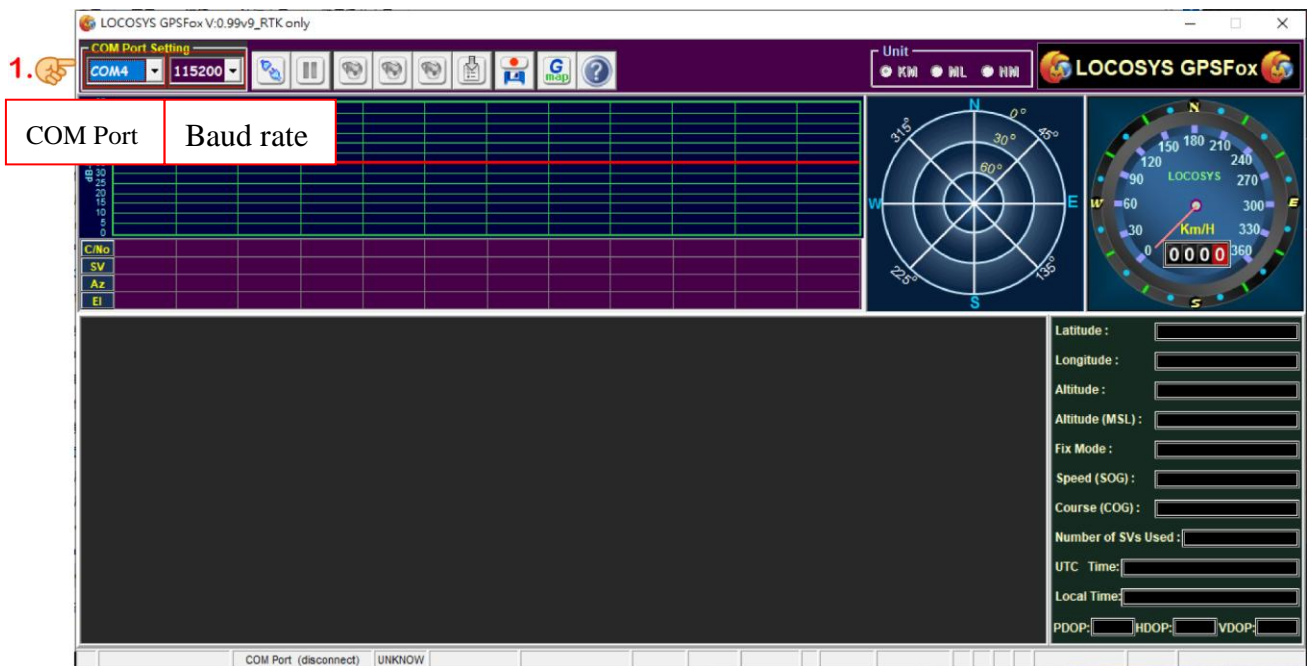 LOCOSYS GPSFox V:0.99v9_RTK only
COM Port Setting
1.
COM4
115200
G
map
?
Unit
KM
ML
NM
LOCOSYS GPSFox
COM Port
Baud rate
dB
30
25
20
15
10
5
0
C/No
SV
Az
El
N
0°
45°
30°
60°
315°
W
E
225°
135°
S
N
150
180
210
120
240
90
LOCOSYS
270
W
60
300
E
30
Km/H
330
0
0000
360
S
Latitude :
Longitude :
Altitude :
Altitude (MSL) :
Fix Mode :
Speed (SOG) :
Course (COG) :
Number of SVs Used :
UTC Time:
Local Time:
PDOP:
HDOP:
VDOP:
COM Port (disconnect)
UNKNOW